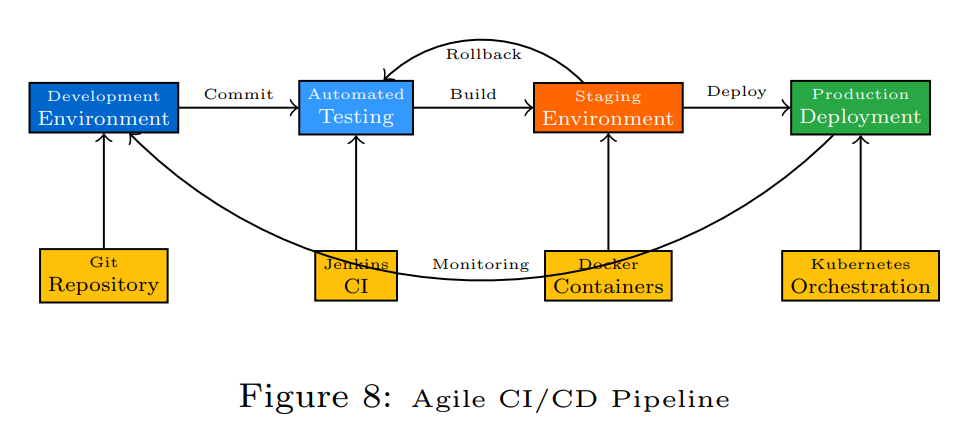 Rollback
Development
Environment
Commit
Automated
Testing
Build
Staging
Environment
Deploy
Production
Deployment
Git
Repository
Jenkins
CI
Monitoring
Docker
Containers
Kubernetes
Orchestration
Figure 8: Agile CI/CD Pipeline